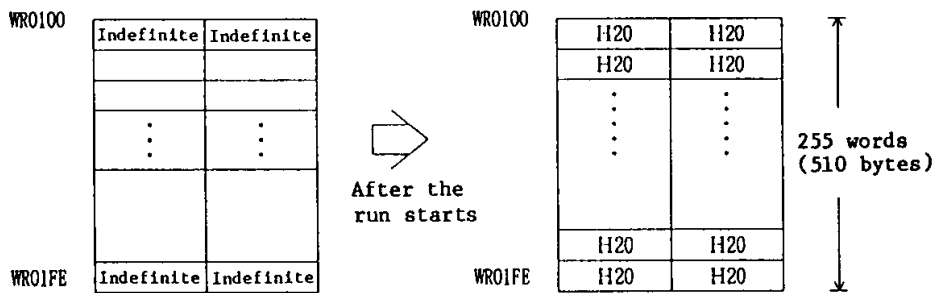 WR0100
Indefinite Indefinite
WR01FE
Indefinite Indefinite
After the
run starts
WR0100
H20 H20
H20 H20
H20 H20
WR01FE
H20 H20
255 words
(510 bytes)